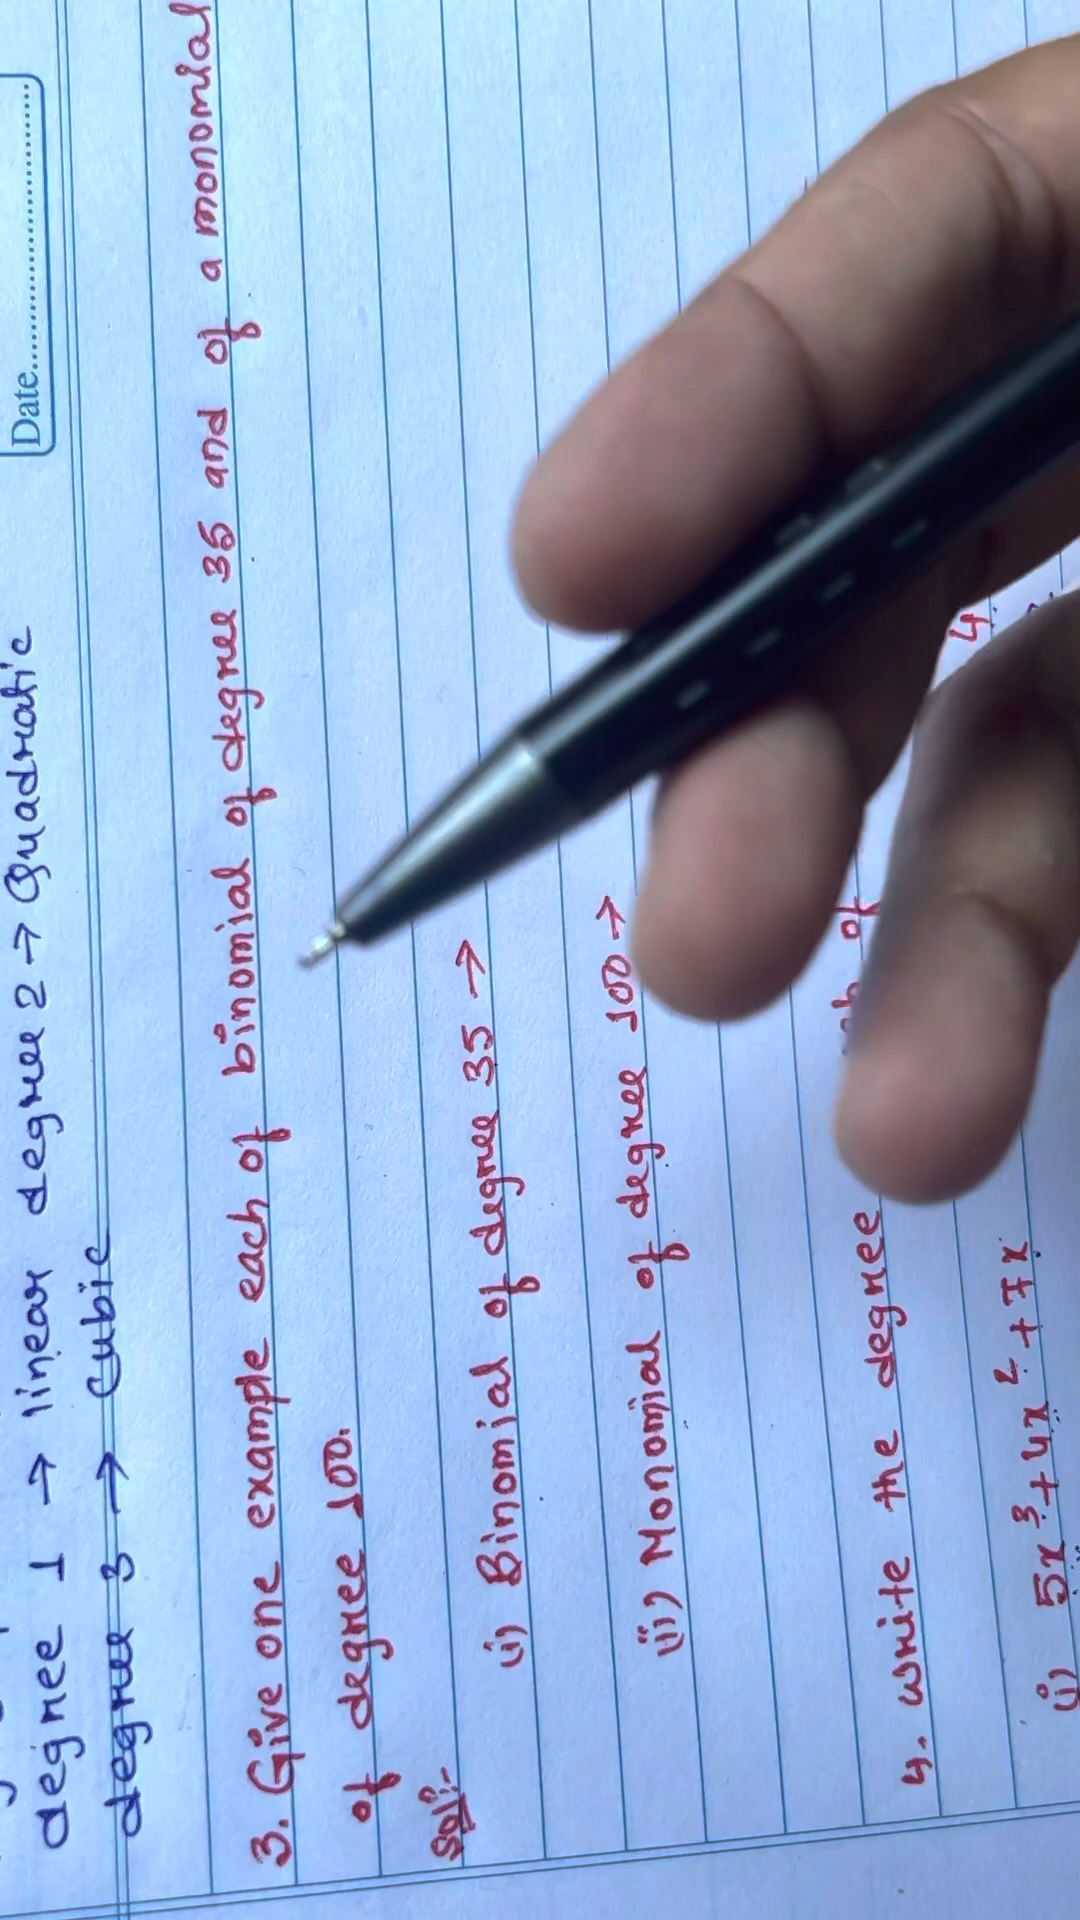 Date
degree 1 → linear degree 2 → Quadratic
degree 3 → Cubic
3. Give one example each of binomial of degree 35 and of a monomial
of degree 100.
Sol:-
(i) Binomial of degree 35 →
(ii) Monomial of degree 100 →
4. Write the degree of
(i) 5x³ + 4x² + 7x 4